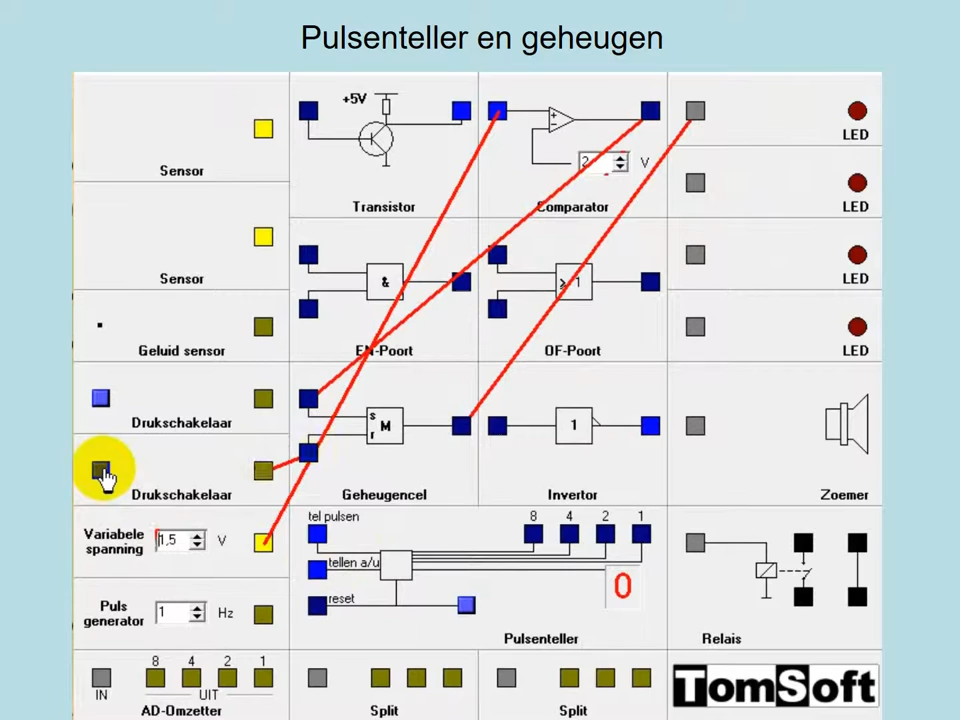 Pulsenteller en geheugen
Sensor
Sensor
Geluid sensor
Drukschakelaar
Drukschakelaar
Variabele
spanning
1,5
V
Puls
generator
1
Hz
8 4 2 1
IN
UIT
AD-Omzetter
+5V
Transistor
+
-
2
V
Comparator
&
EN-Poort
≥1
OF-Poort
s
M
r
Geheugencel
1
Invertor
tel pulsen
8 4 2 1
tellen a/u
0
reset
Pulsenteller
Split
Split
LED
LED
LED
LED
Zoemer
Relais
TomSoft